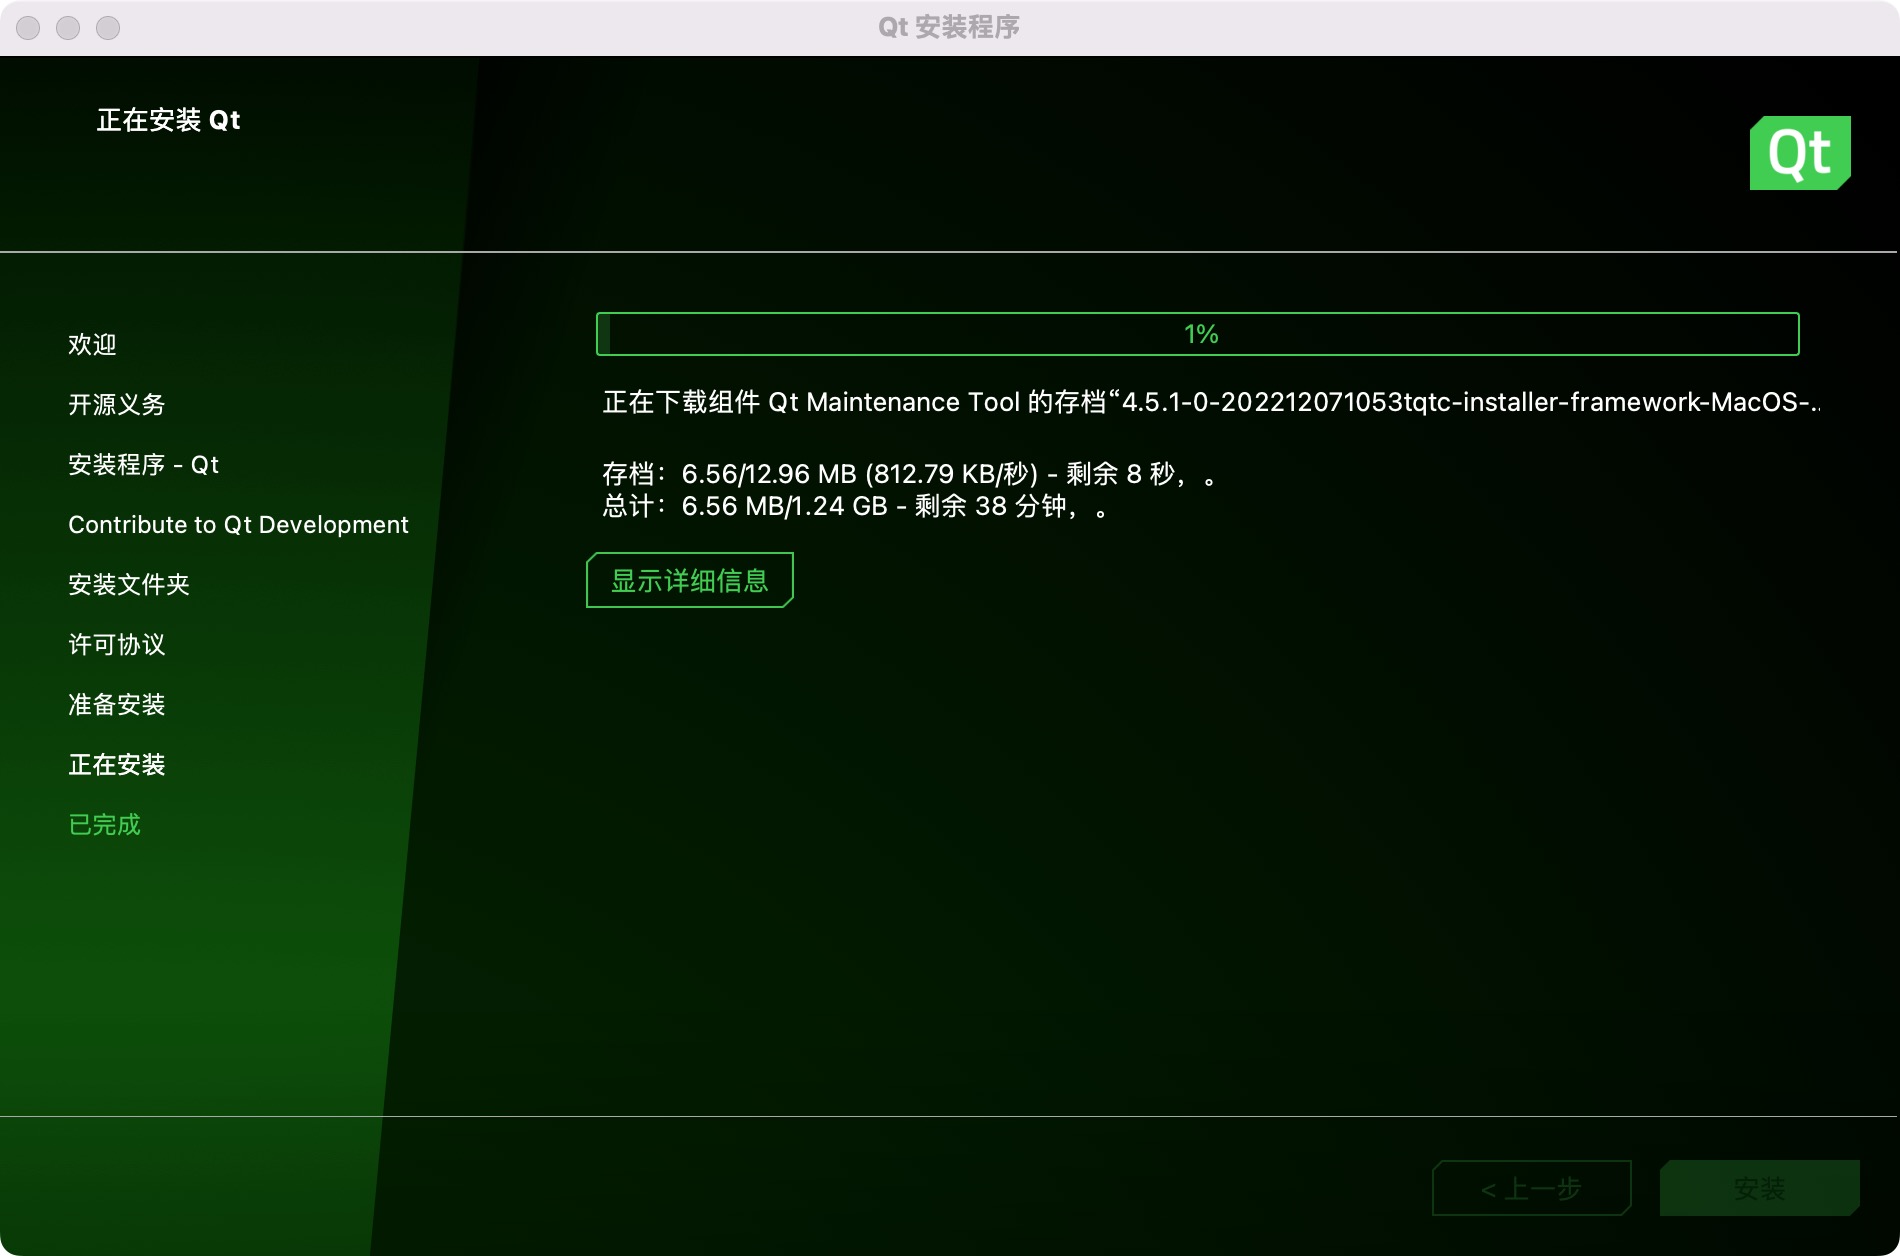 Qt 安装程序
正在安装 Qt
Qt
欢迎
开源义务
安装程序 - Qt
Contribute to Qt Development
安装文件夹
许可协议
准备安装
正在安装
已完成
1%
正在下载组件 Qt Maintenance Tool 的存档“4.5.1-0-202212071053tqtc-installer-framework-MacOS-..
存档：6.56/12.96 MB (812.79 KB/秒) - 剩余 8 秒，。
总计：6.56 MB/1.24 GB - 剩余 38 分钟，。
显示详细信息
< 上一步
安装